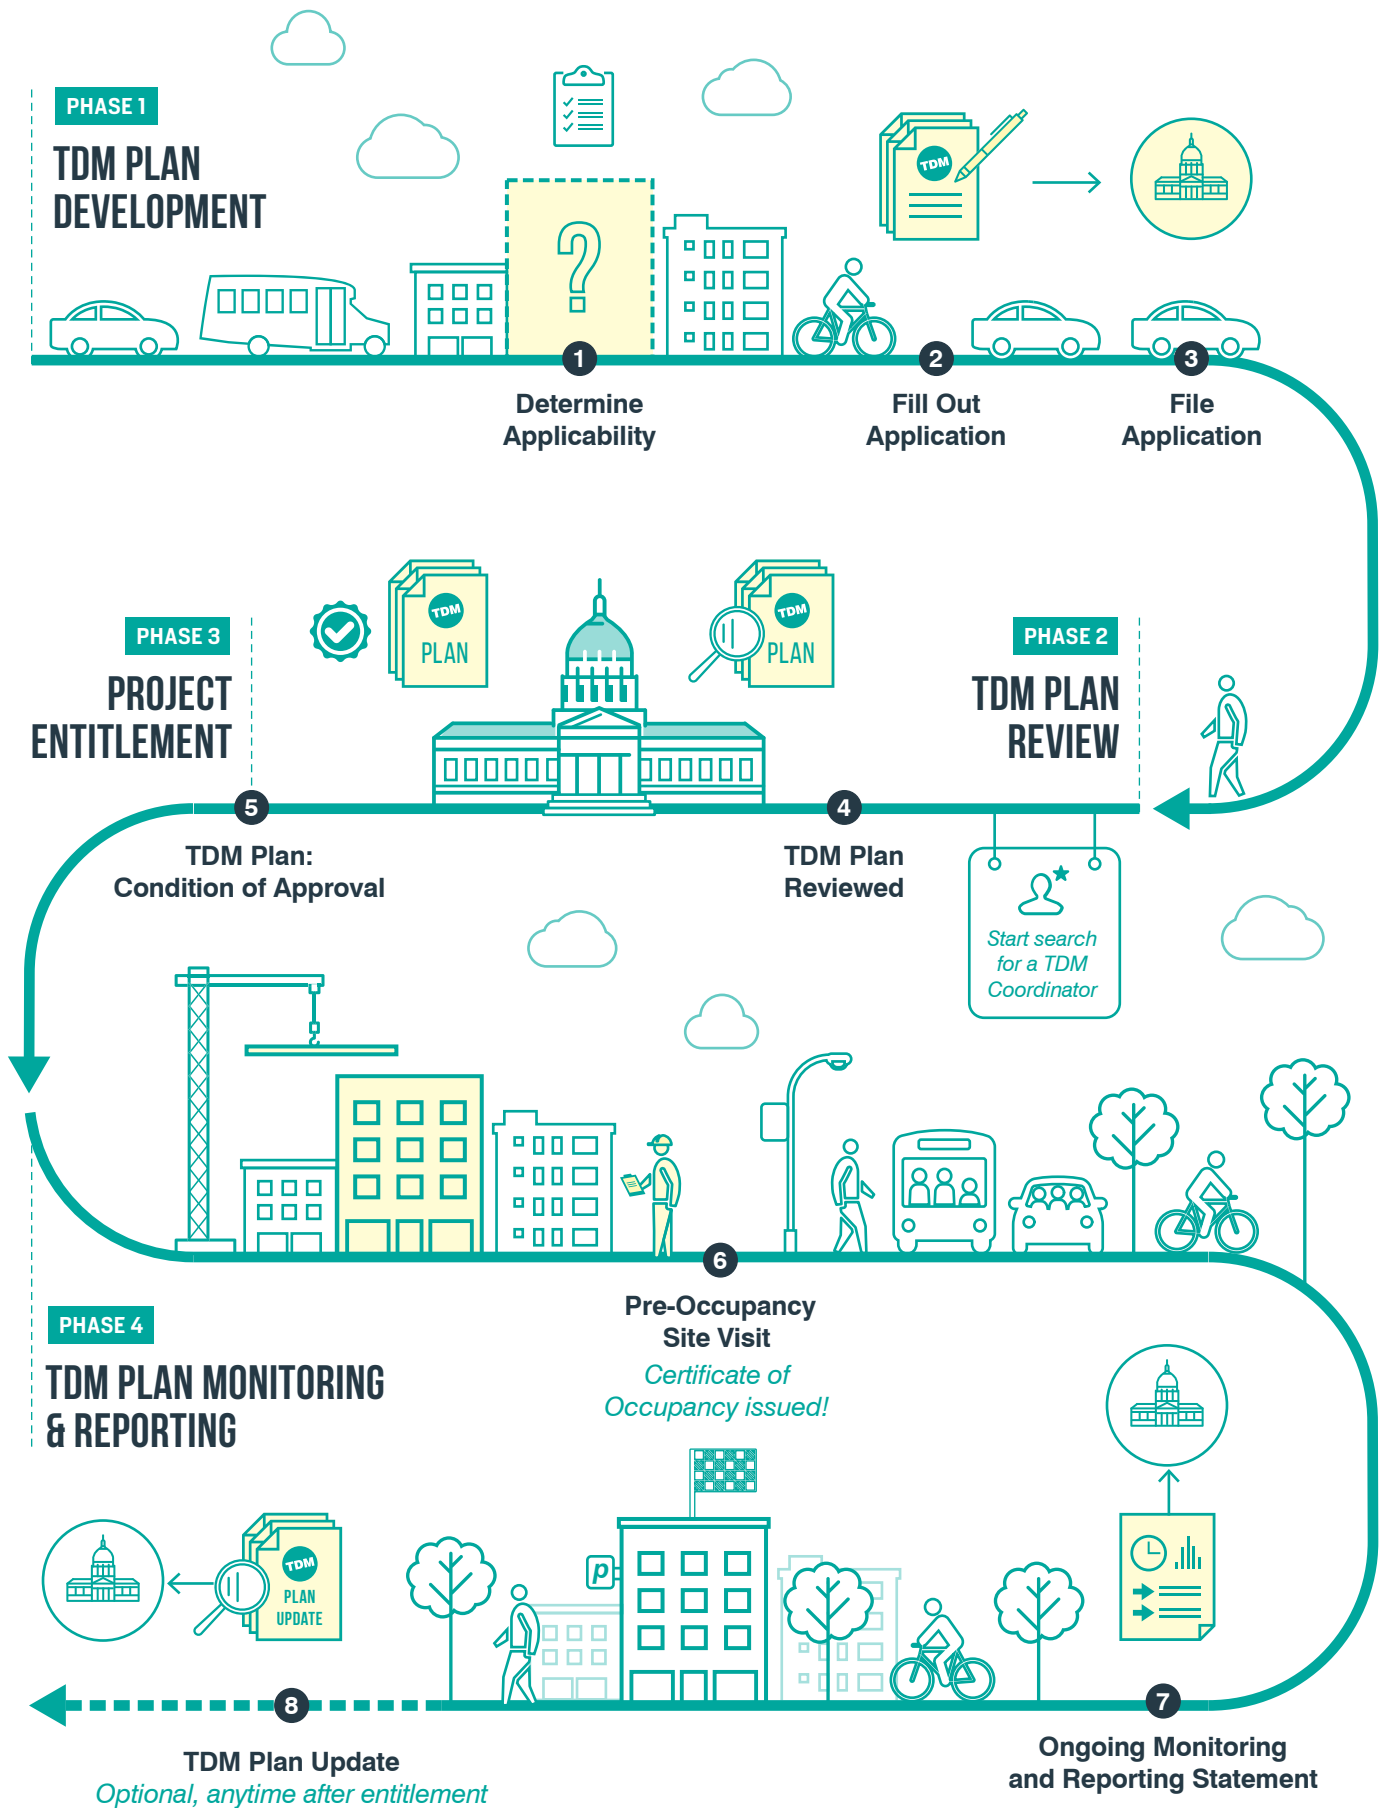 PHASE 1
TDM PLAN
DEVELOPMENT
?
TDM
1
2
3
Determine
Applicability
Fill Out
Application
File
Application
PHASE 2
TDM PLAN
REVIEW
TDM
PLAN
4
TDM Plan
Reviewed
Start search
for a TDM
Coordinator
PHASE 3
PROJECT
ENTITLEMENT
TDM
PLAN
5
TDM Plan:
Condition of Approval
6
Pre-Occupancy
Site Visit
Certificate of
Occupancy issued!
PHASE 4
TDM PLAN MONITORING
& REPORTING
7
Ongoing Monitoring
and Reporting Statement
p
TDM
PLAN
UPDATE
8
TDM Plan Update
Optional, anytime after entitlement